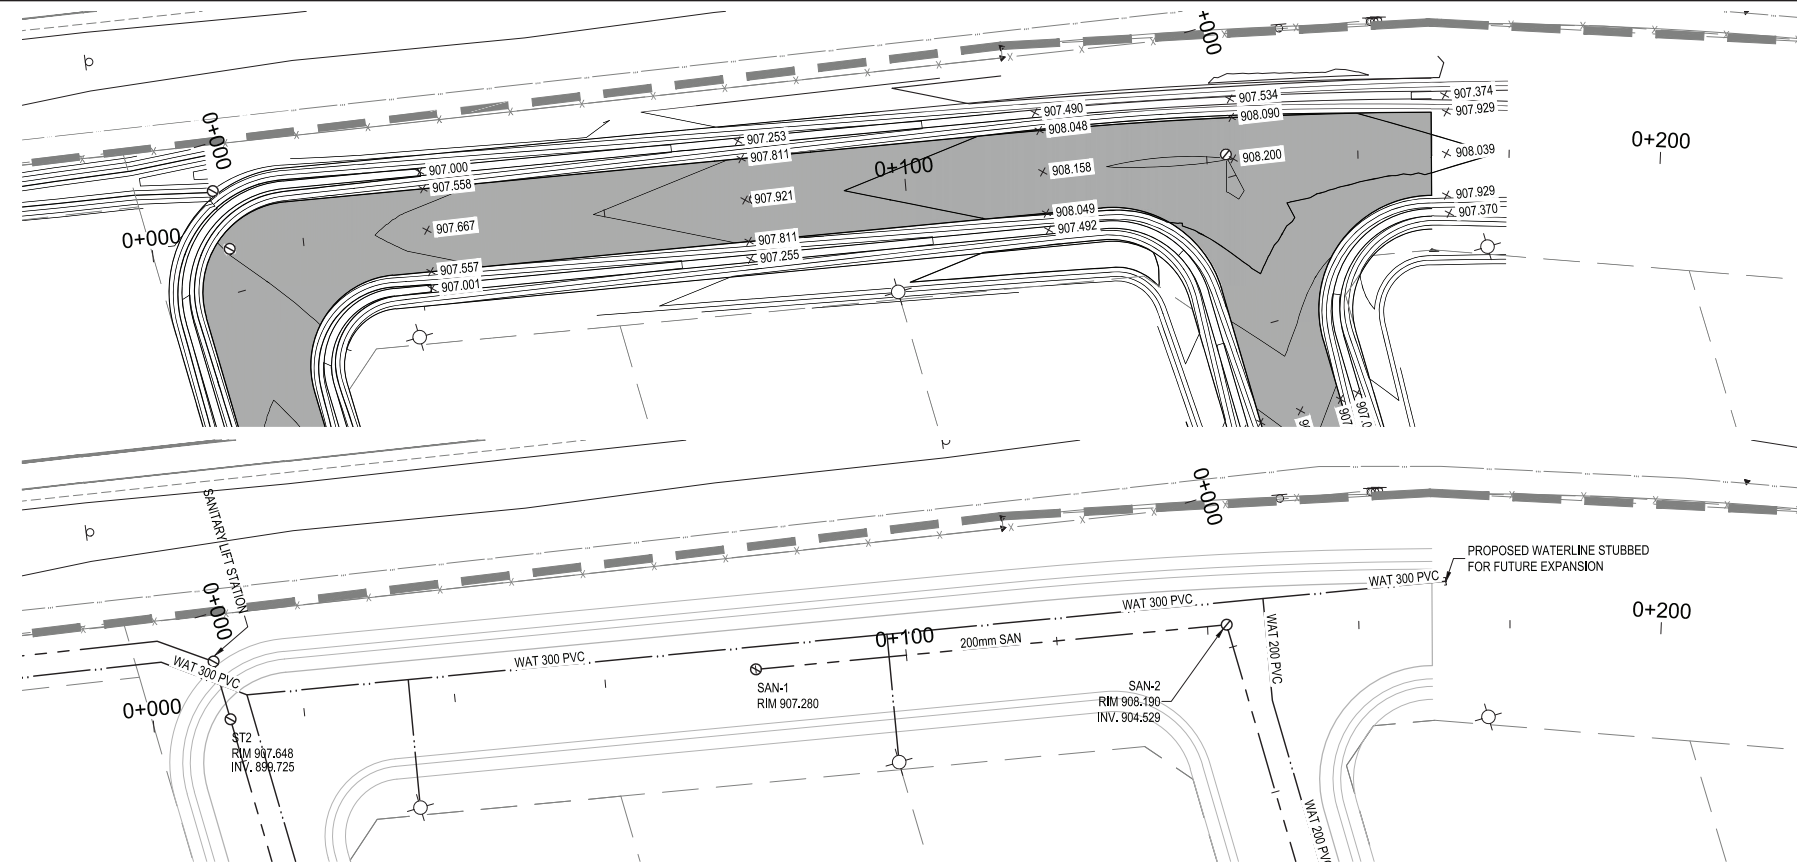 0+000
907.374
907.534
907.490
907.929
908.090
0+000
908.048
907.253
0+200
907.811
908.039
908.200
0+100
907.000
908.158
907.558
907.921
907.929
908.049
907.370
907.492
907.667
0+000
907.811
907.255
907.557
907.001
0+000
SANITARY LIFT STATION
PROPOSED WATERLINE STUBBED
FOR FUTURE EXPANSION
WAT 300 PVC
WAT 300 PVC
0+200
0+000
0+100
200mm SAN
WAT 200 PVC
WAT 300 PVC
WAT 300 PVC
SAN-1
RIM 907.280
SAN-2
RIM 908.190
INV. 904.529
0+000
ST2
RIM 907.648
INV. 899.725
WAT 200 PVC